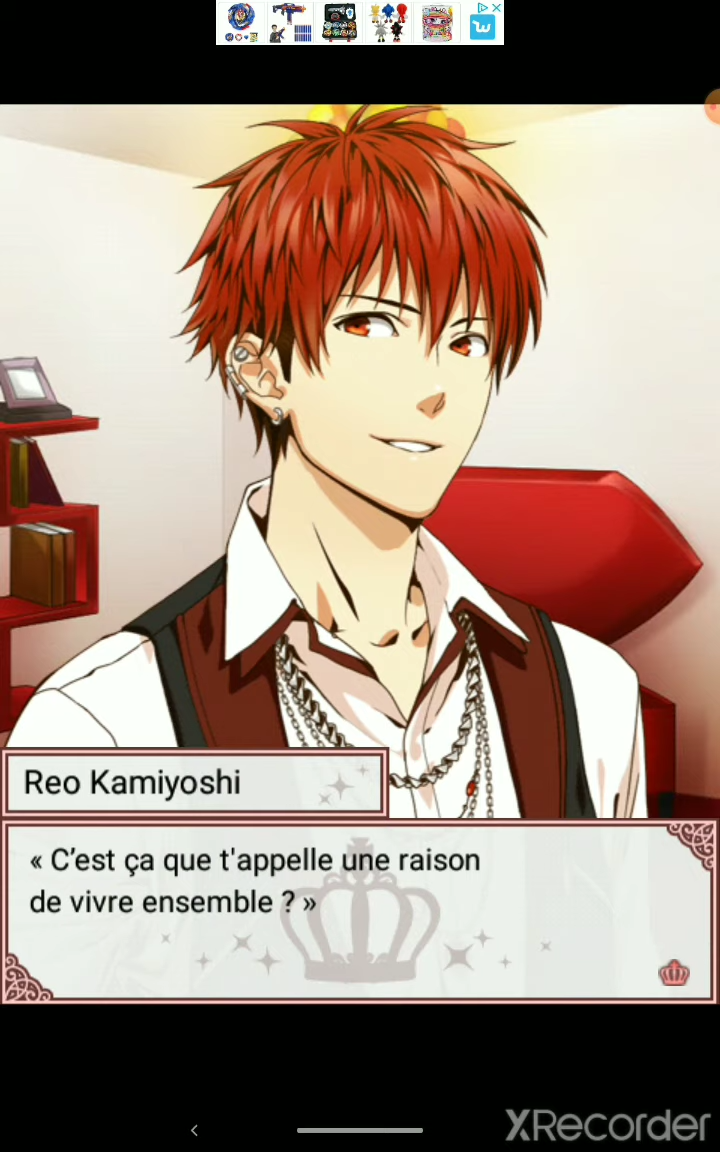 Reo Kamiyoshi
« C’est ça que t'appelle une raison
de vivre ensemble ? »
XRecorder